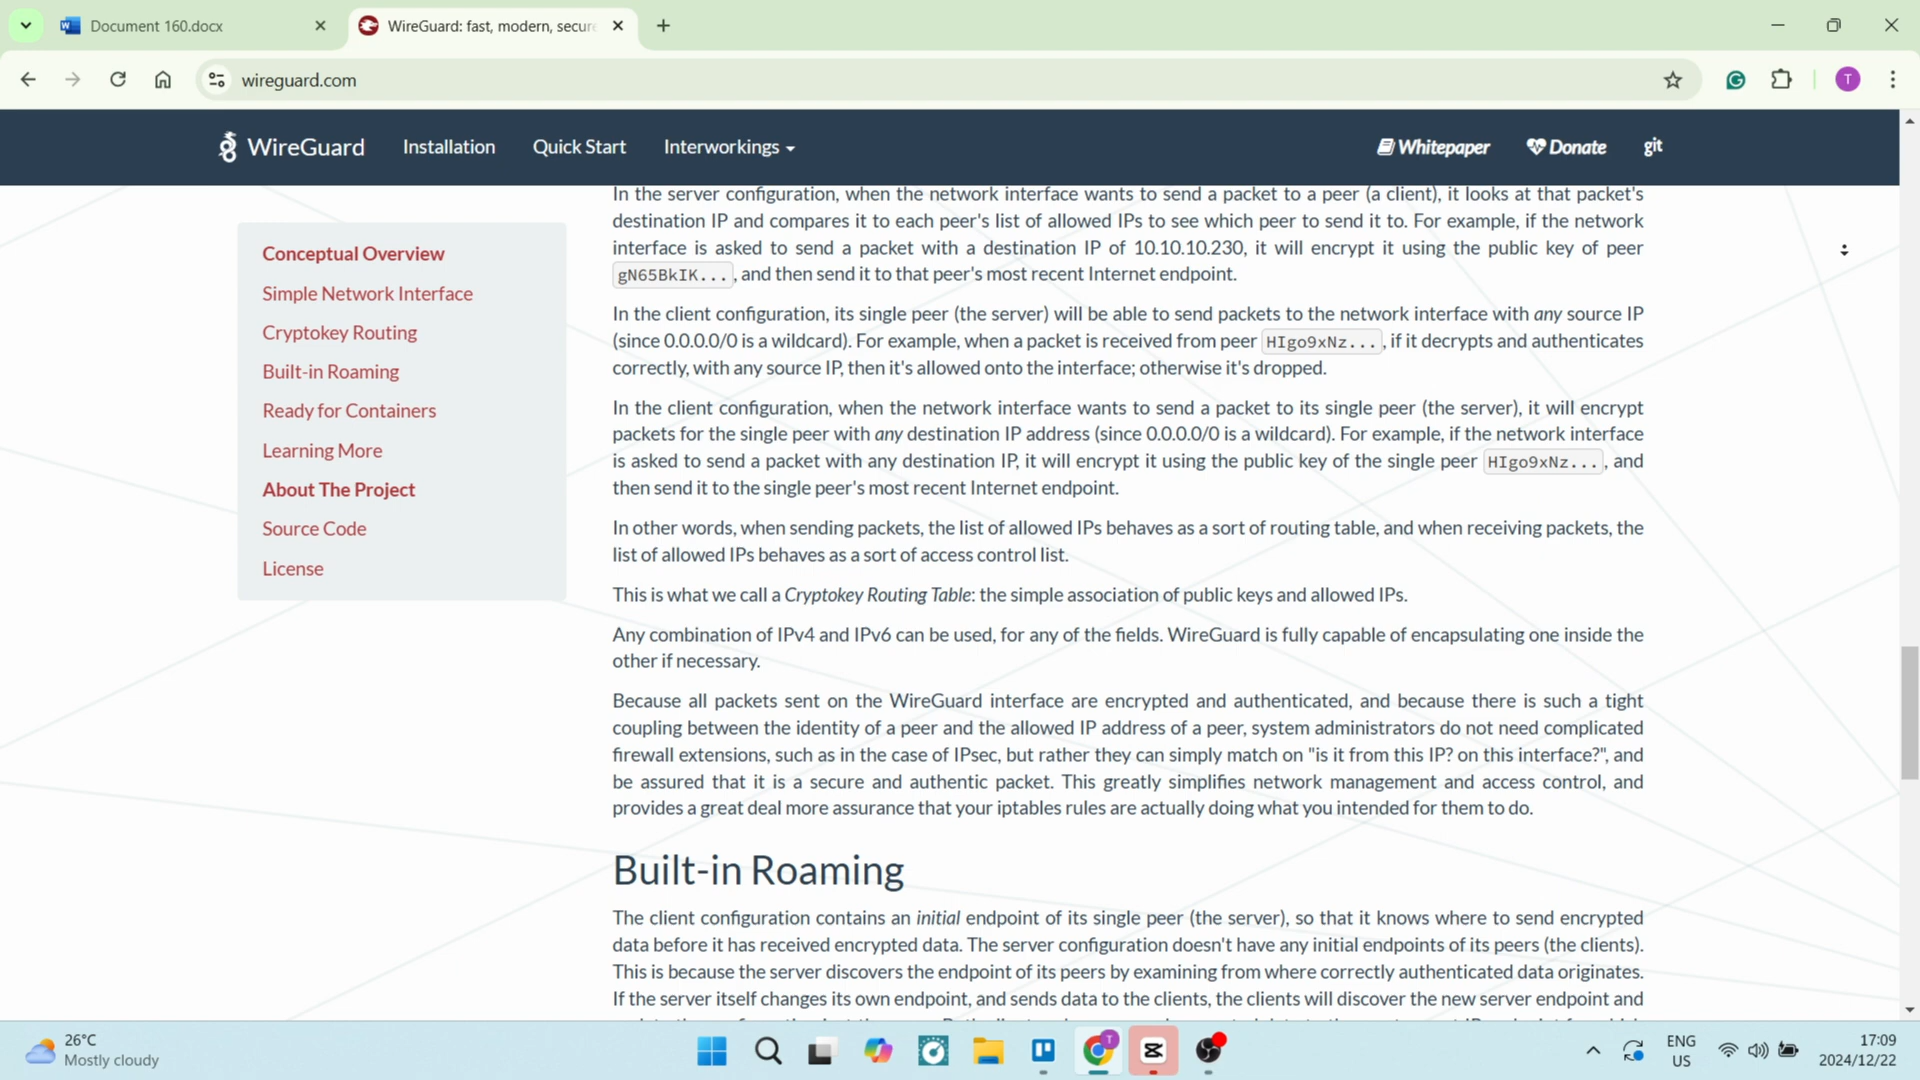 Document 160.docx
WireGuard: fast, modern, secure
wireguard.com
T
WireGuard
Installation
Quick Start
Interworkings
Whitepaper
Donate
git
Conceptual Overview
Simple Network Interface
Cryptokey Routing
Built-in Roaming
Ready for Containers
Learning More
About The Project
Source Code
License
In the server configuration, when the network interface wants to send a packet to a peer (a client), it looks at that packet's
destination IP and compares it to each peer's list of allowed IPs to see which peer to send it to. For example, if the network
interface is asked to send a packet with a destination IP of 10.10.10.230, it will encrypt it using the public key of peer
gN65BkIK..., and then send it to that peer's most recent Internet endpoint.
In the client configuration, its single peer (the server) will be able to send packets to the network interface with any source IP
(since 0.0.0.0/0 is a wildcard). For example, when a packet is received from peer HIgo9xNz..., if it decrypts and authenticates
correctly, with any source IP, then it's allowed onto the interface; otherwise it's dropped.
In the client configuration, when the network interface wants to send a packet to its single peer (the server), it will encrypt
packets for the single peer with any destination IP address (since 0.0.0.0/0 is a wildcard). For example, if the network interface
is asked to send a packet with any destination IP, it will encrypt it using the public key of the single peer HIgo9xNz..., and
then send it to the single peer's most recent Internet endpoint.
In other words, when sending packets, the list of allowed IPs behaves as a sort of routing table, and when receiving packets, the
list of allowed IPs behaves as a sort of access control list.
This is what we call a Cryptokey Routing Table: the simple association of public keys and allowed IPs.
Any combination of IPv4 and IPv6 can be used, for any of the fields. WireGuard is fully capable of encapsulating one inside the
other if necessary.
Because all packets sent on the WireGuard interface are encrypted and authenticated, and because there is such a tight
coupling between the identity of a peer and the allowed IP address of a peer, system administrators do not need complicated
firewall extensions, such as in the case of IPsec, but rather they can simply match on "is it from this IP? on this interface?", and
be assured that it is a secure and authentic packet. This greatly simplifies network management and access control, and
provides a great deal more assurance that your iptables rules are actually doing what you intended for them to do.
Built-in Roaming
The client configuration contains an initial endpoint of its single peer (the server), so that it knows where to send encrypted
data before it has received encrypted data. The server configuration doesn't have any initial endpoints of its peers (the clients).
This is because the server discovers the endpoint of its peers by examining from where correctly authenticated data originates.
If the server itself changes its own endpoint, and sends data to the clients, the clients will discover the new server endpoint and
26°C
Mostly cloudy
T
ENG
US
17:09
2024/12/22